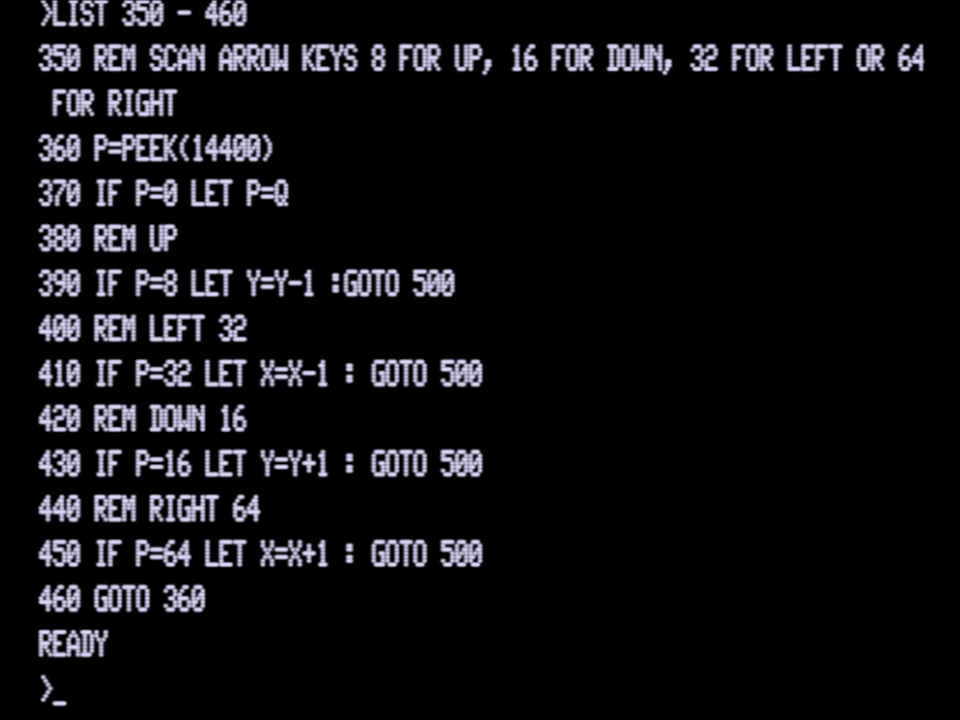 >LIST 350 - 460
350 REM SCAN ARROW KEYS 8 FOR UP, 16 FOR DOWN, 32 FOR LEFT OR 64
FOR RIGHT
360 P=PEEK(14400)
370 IF P=0 LET P=Q
380 REM UP
390 IF P=8 LET Y=Y-1 :GOTO 500
400 REM LEFT 32
410 IF P=32 LET X=X-1 : GOTO 500
420 REM DOWN 16
430 IF P=16 LET Y=Y+1 : GOTO 500
440 REM RIGHT 64
450 IF P=64 LET X=X+1 : GOTO 500
460 GOTO 360
READY
>_